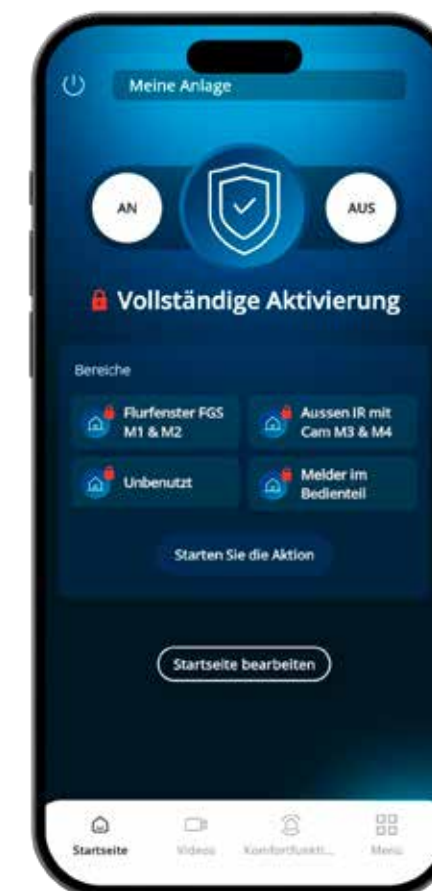 Meine Anlage
AN
AUS
Vollständige Aktivierung
Bereiche
Flurfenster FGS
M1 & M2
Aussen IR mit
Cam M3 & M4
Unbenutzt
Melder im
Bedienteil
Starten Sie die Aktion
Startseite bearbeiten
Startseite
Videos
Komfortfunkti...
Menü